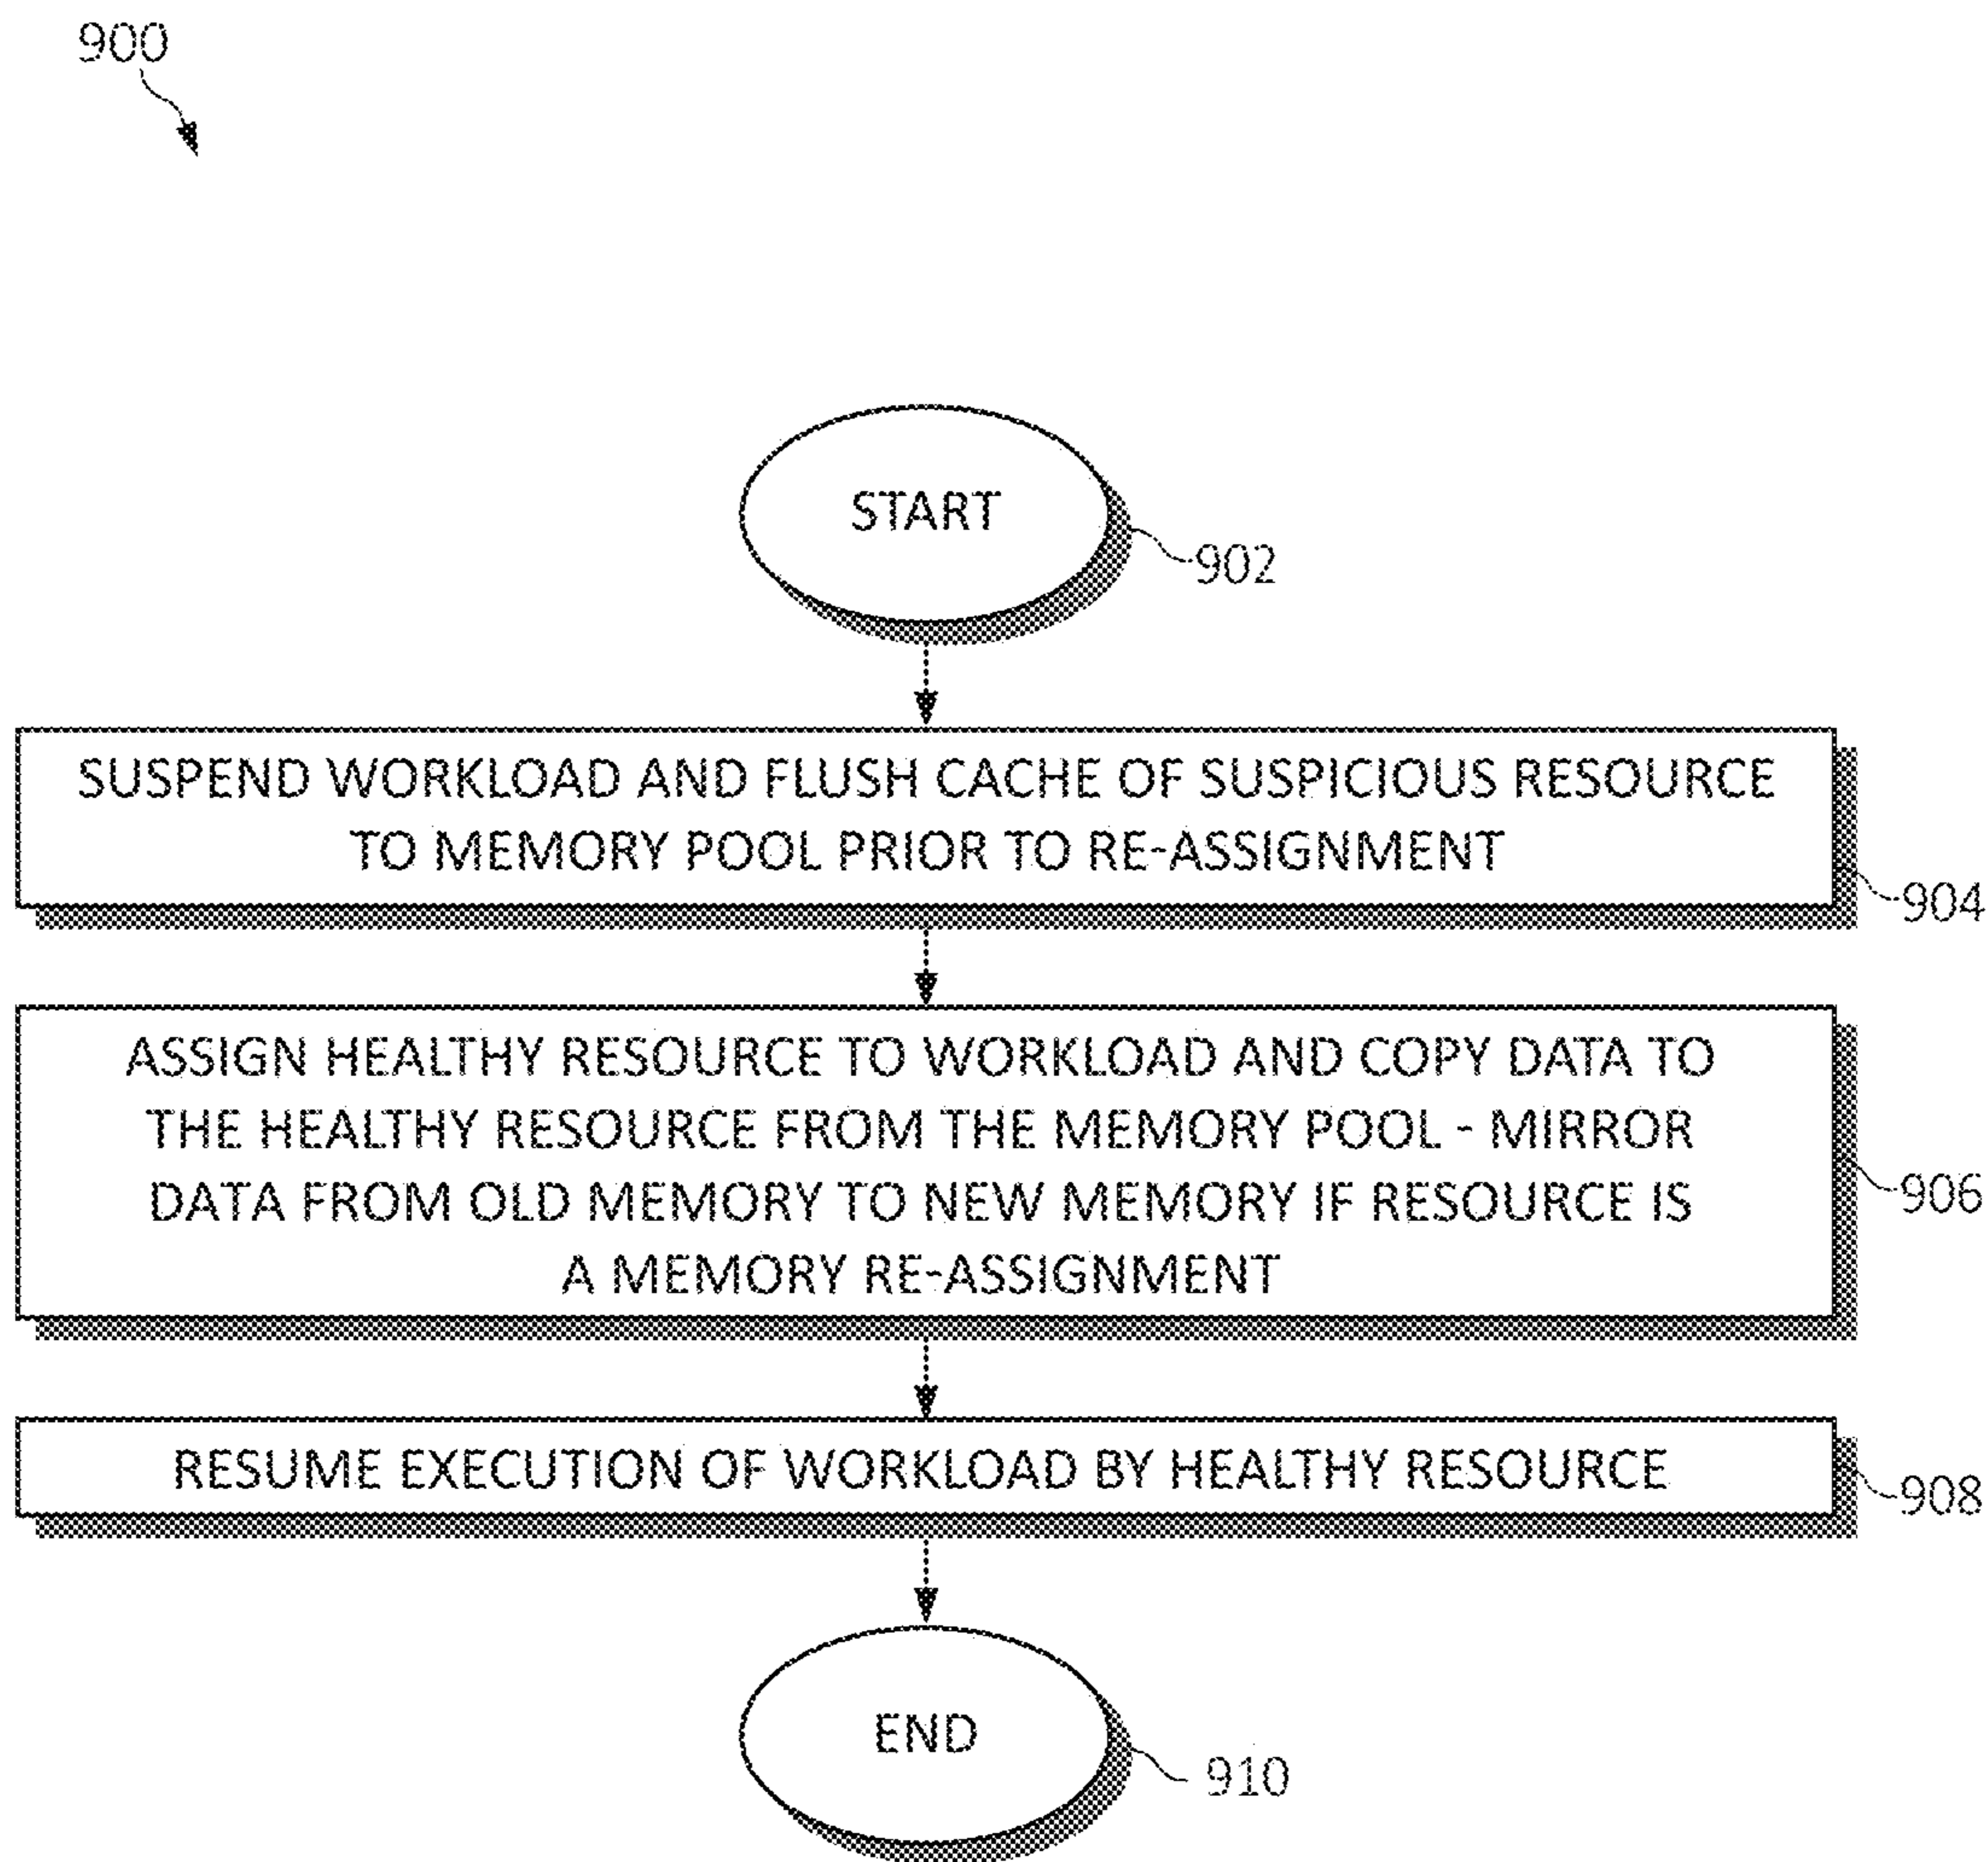 900
START
902
SUSPEND WORKLOAD AND FLUSH CACHE OF SUSPICIOUS RESOURCE
TO MEMORY POOL PRIOR TO RE-ASSIGNMENT
904
ASSIGN HEALTHY RESOURCE TO WORKLOAD AND COPY DATA TO
THE HEALTHY RESOURCE FROM THE MEMORY POOL - MIRROR
DATA FROM OLD MEMORY TO NEW MEMORY IF RESOURCE IS
A MEMORY RE-ASSIGNMENT
906
RESUME EXECUTION OF WORKLOAD BY HEALTHY RESOURCE
908
END
910